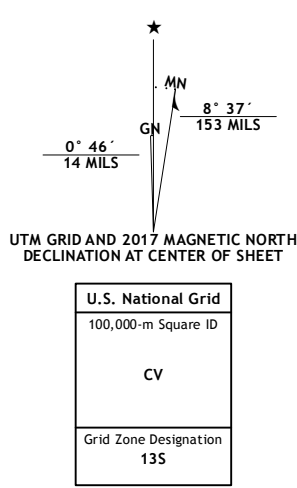 ★
MN
8° 37´
153 MILS
GN
0° 46´
14 MILS
UTM GRID AND 2017 MAGNETIC NORTH
DECLINATION AT CENTER OF SHEET
U.S. National Grid
100,000-m Square ID
CV
Grid Zone Designation
13S